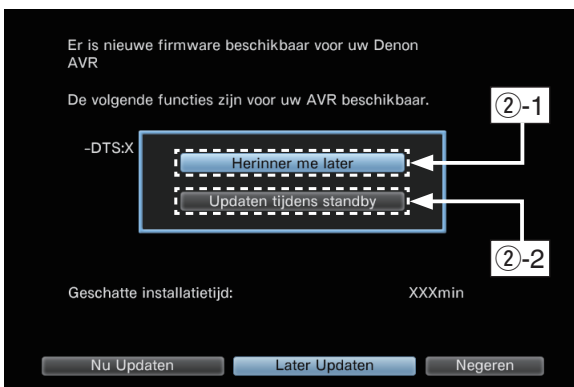 Er is nieuwe firmware beschikbaar voor uw Denon
AVR
De volgende functies zijn voor uw AVR beschikbaar.
②-1
-DTS:X
Herinner me later
Updaten tijdens standby
②-2
Geschatte installatietijd: XXXmin
Nu Updaten Later Updaten Negeren